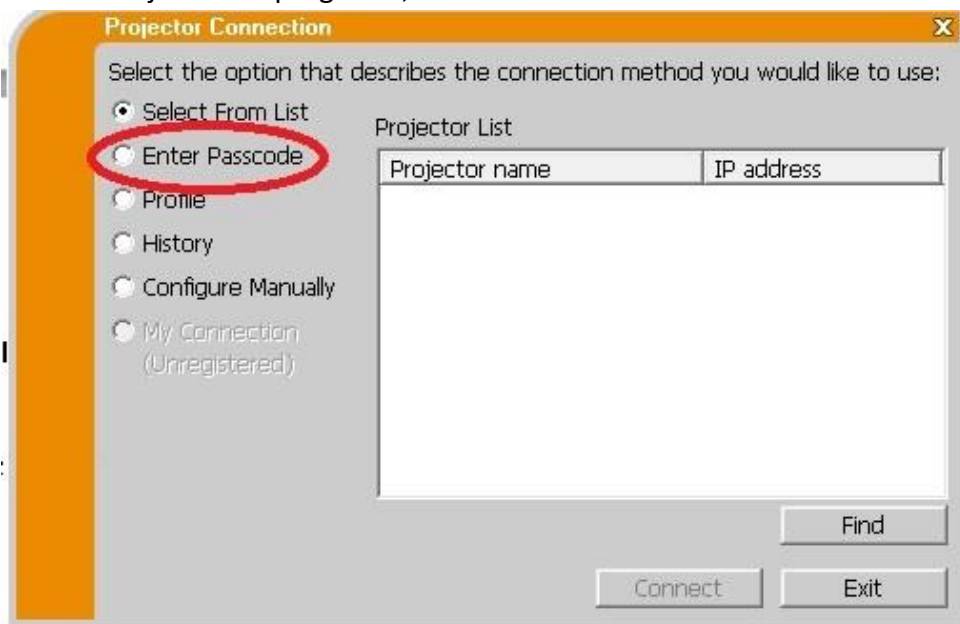 Projector Connection X
Select the option that describes the connection method you would like to use:
Select From List
Enter Passcode
Profile
History
Configure Manually
My Connection
(Unregistered)
Projector List
Projector name IP address
Find
Connect Exit